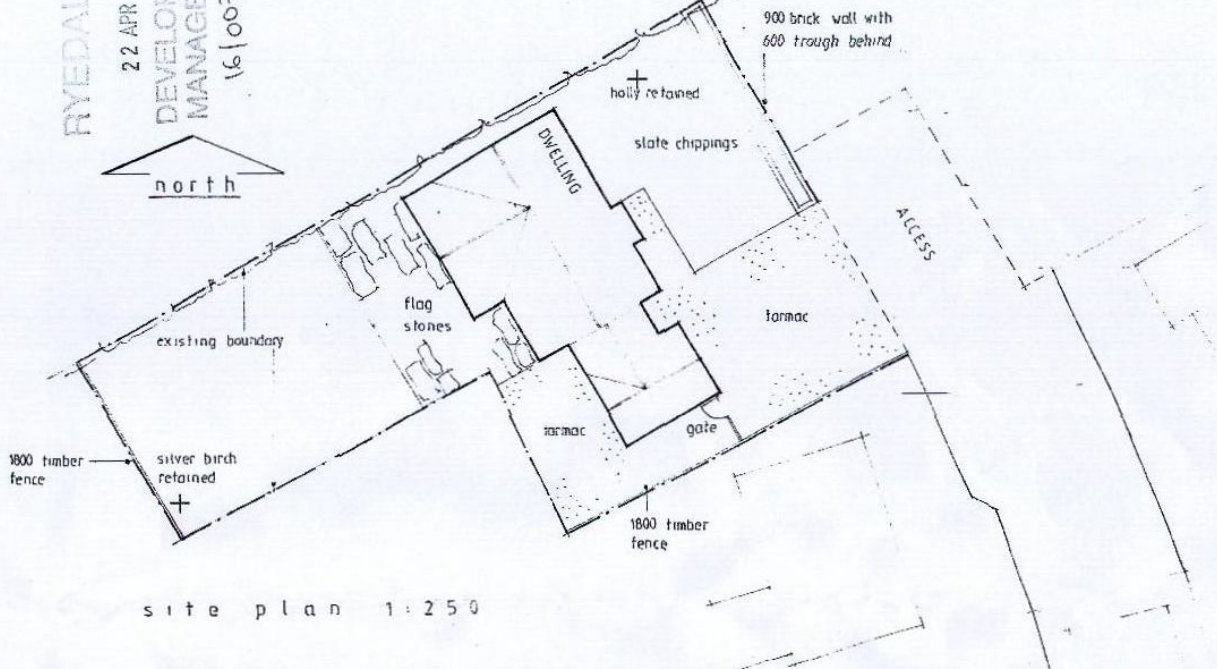 RYEDAL
22 APR
DEVELO
MANAGE
16/00
north
900 brick wall with
600 trough behind
holly retained
slate chippings
DWELLING
ACCESS
flag
stones
tarmac
existing boundary
tarmac
gate
1800 timber
fence
silver birch
retained
1800 timber
fence
site plan 1:250